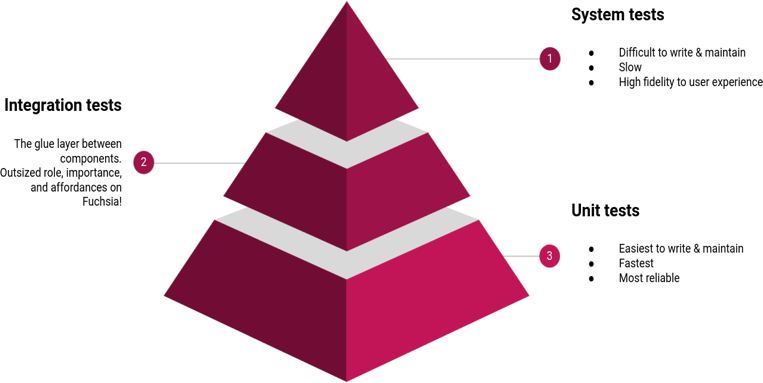 System tests
● Difficult to write & maintain
● Slow
● High fidelity to user experience
1
Integration tests
The glue layer between
components.
Outsized role, importance,
and affordances on
Fuchsia!
2
Unit tests
● Easiest to write & maintain
● Fastest
● Most reliable
3